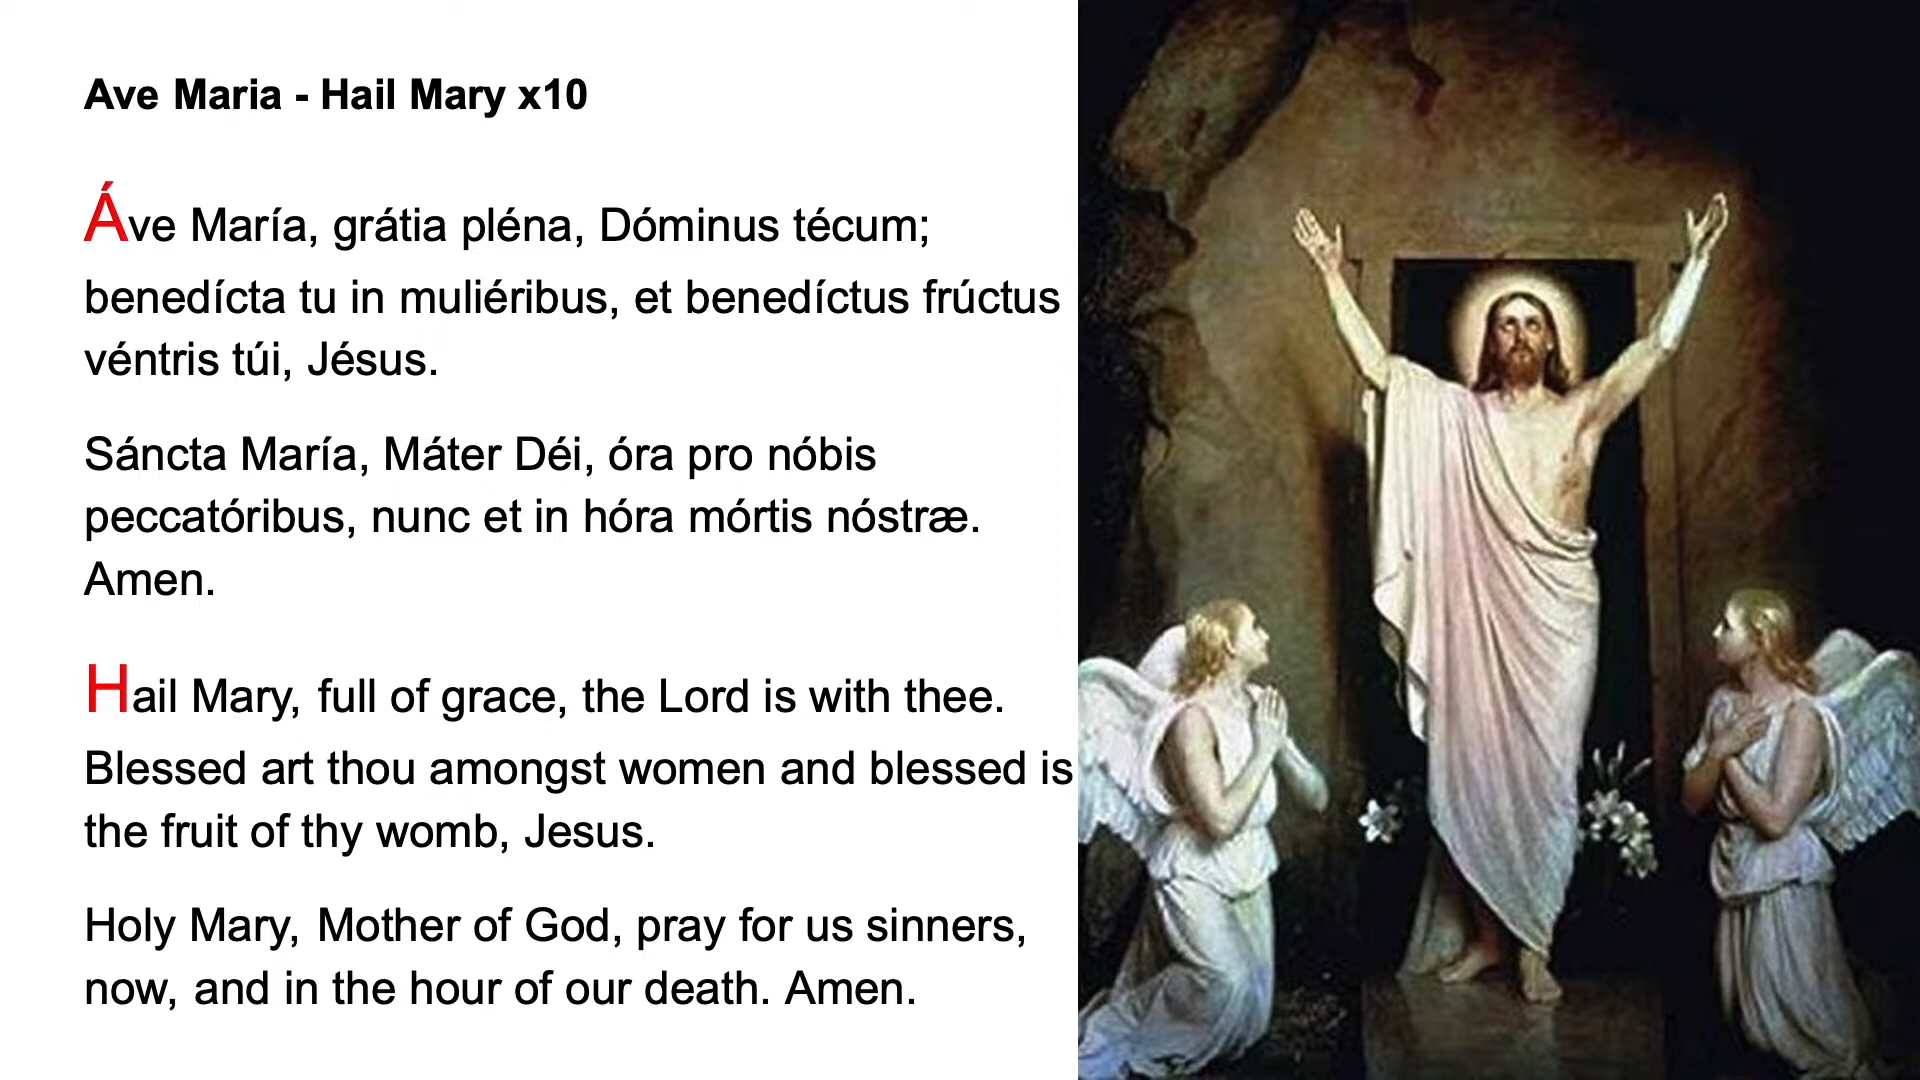 Ave Maria - Hail Mary x10
Áve María, grátia pléna, Dóminus técum;
benedícta tu in muliéribus, et benedíctus frúctus
véntris túi, Jésus.
Sáncta María, Máter Déi, óra pro nóbis
peccatóribus, nunc et in hóra mórtis nóstræ.
Amen.
Hail Mary, full of grace, the Lord is with thee.
Blessed art thou amongst women and blessed is
the fruit of thy womb, Jesus.
Holy Mary, Mother of God, pray for us sinners,
now, and in the hour of our death. Amen.